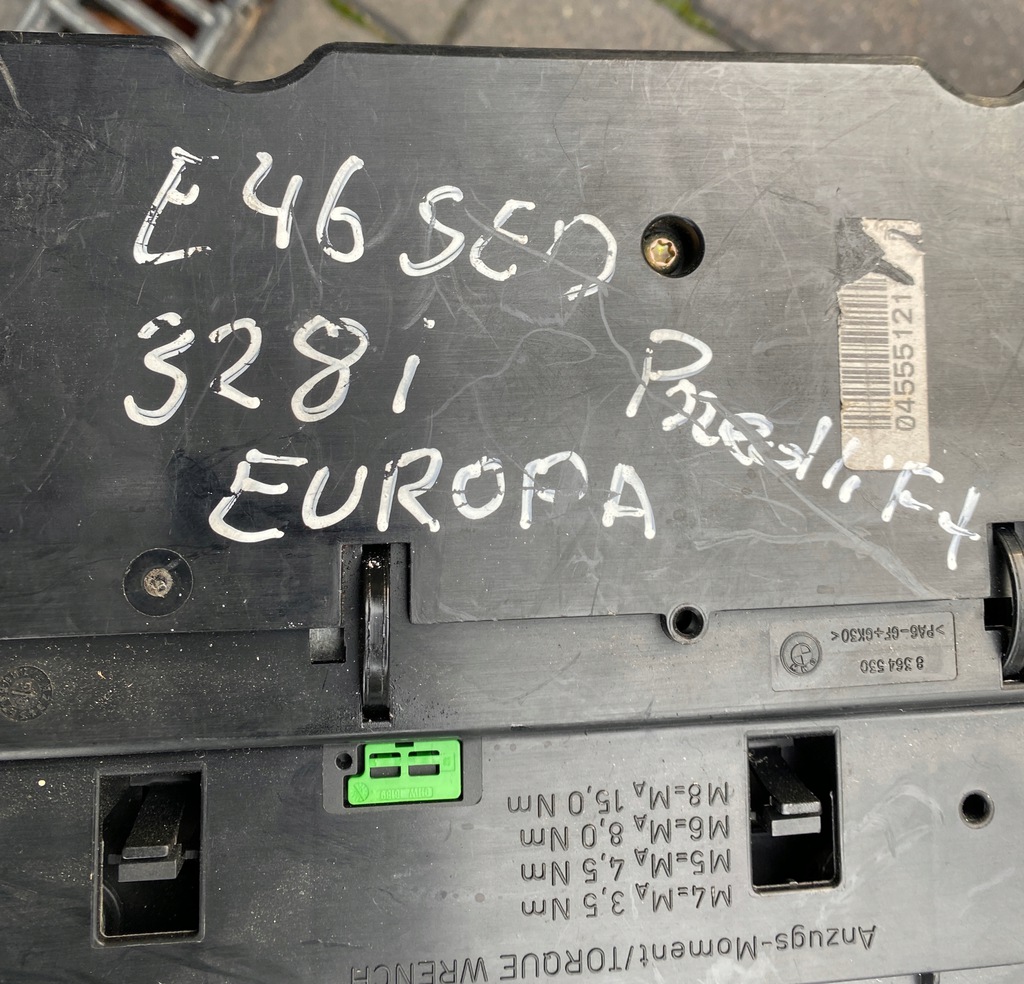 E46 SED
328i
EUROPA
04555121
>PA6-GF+GK30<
8 364 530
Anzugs-Moment/TORQUE WRENCH
M4=MA 3,5 Nm
M5=MA 4,5 Nm
M6=MA 8,0 Nm
M8=MA 15,0 Nm